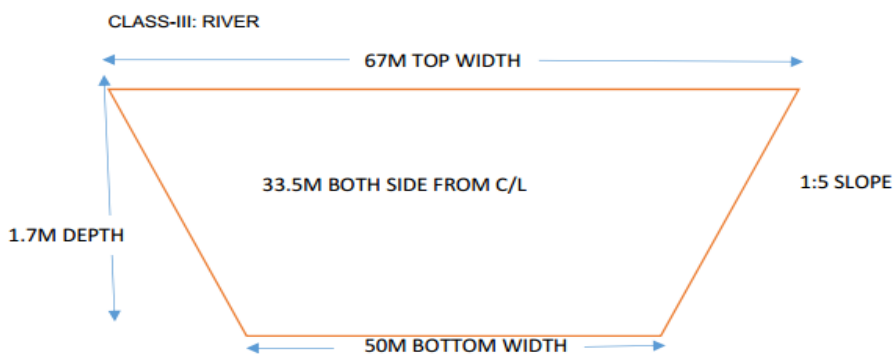 CLASS-III: RIVER
67M TOP WIDTH
33.5M BOTH SIDE FROM C/L
1:5 SLOPE
1.7M DEPTH
50M BOTTOM WIDTH